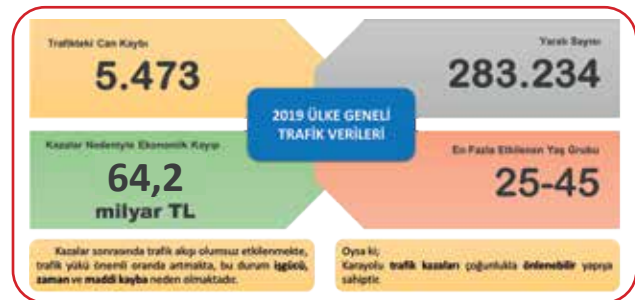 Trafikteki Can Kaybı
5.473
Yaralı Sayısı
283.234
2019 ÜLKE GENELİ
TRAFİK VERİLERİ
Kazalar Nedeniyle Ekonomik Kayıp
64,2
milyar TL
En Fazla Etkilenen Yaş Grubu
25-45
Kazalar sonrasında trafik akışı olumsuz etkilenmekte,
trafik yükü önemli oranda artmakta, bu durum işgücü,
zaman ve maddi kayba neden olmaktadır.
Oysa ki;
Karayolu trafik kazaları çoğunlukla önlenebilir yapıya
sahiptir.